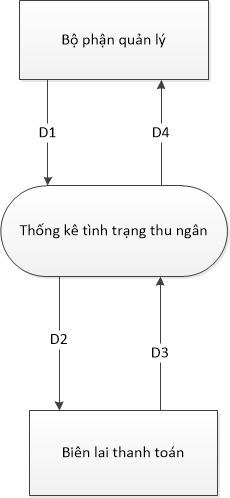 Bộ phận quản lý
D1 D4
Thống kê tình trạng thu ngân
D2
D3
Biên lai thanh toán